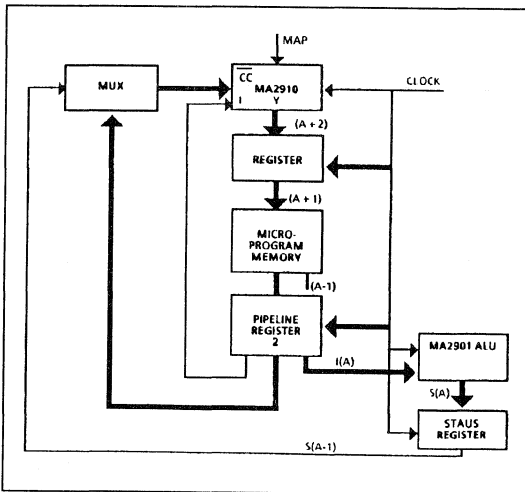 MAP
MUX
CC
MA2910
CLOCK
I
Y
(A + 2)
REGISTER
(A + 1)
MICRO-
PROGRAM
MEMORY
(A-1)
PIPELINE
REGISTER
2
I(A)
MA2901 ALU
S(A)
STAUS
REGISTER
S(A-1)